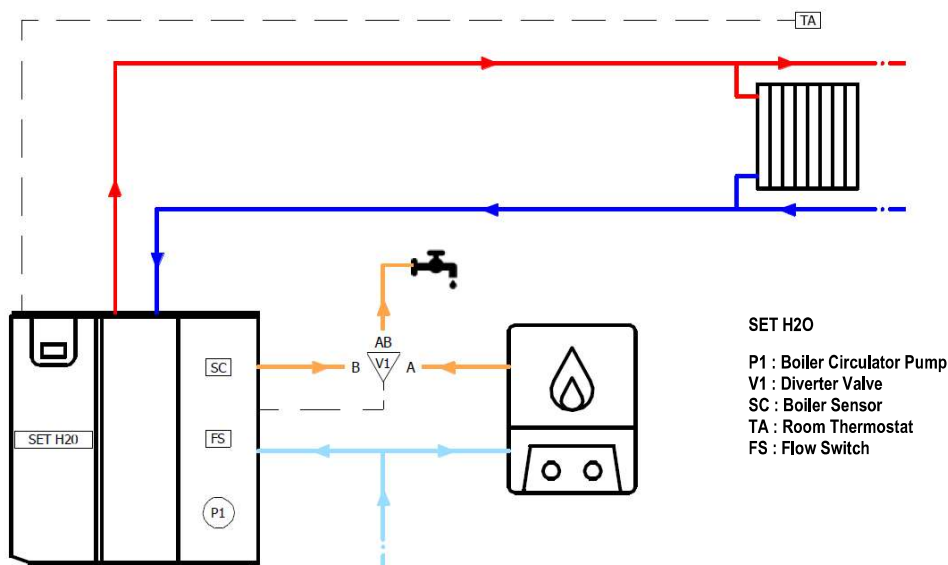 TA
AB
B
V1
A
SC
SET H20
FS
P1
SET H2O
P1 : Boiler Circulator Pump
V1 : Diverter Valve
SC : Boiler Sensor
TA : Room Thermostat
FS : Flow Switch